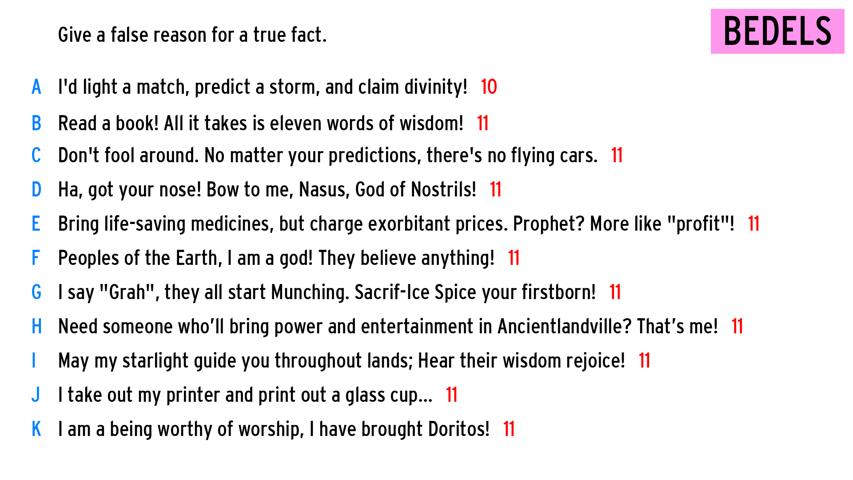 Give a false reason for a true fact.
BEDELS
A I'd light a match, predict a storm, and claim divinity! 10
B Read a book! All it takes is eleven words of wisdom! 11
C Don't fool around. No matter your predictions, there's no flying cars. 11
D Ha, got your nose! Bow to me, Nasus, God of Nostrils! 11
E Bring life-saving medicines, but charge exorbitant prices. Prophet? More like "profit"! 11
F Peoples of the Earth, I am a god! They believe anything! 11
G I say "Grah", they all start Munching. Sacrif-Ice Spice your firstborn! 11
H Need someone who’ll bring power and entertainment in Ancientlandville? That’s me! 11
I May my starlight guide you throughout lands; Hear their wisdom rejoice! 11
J I take out my printer and print out a glass cup... 11
K I am a being worthy of worship, I have brought Doritos! 11